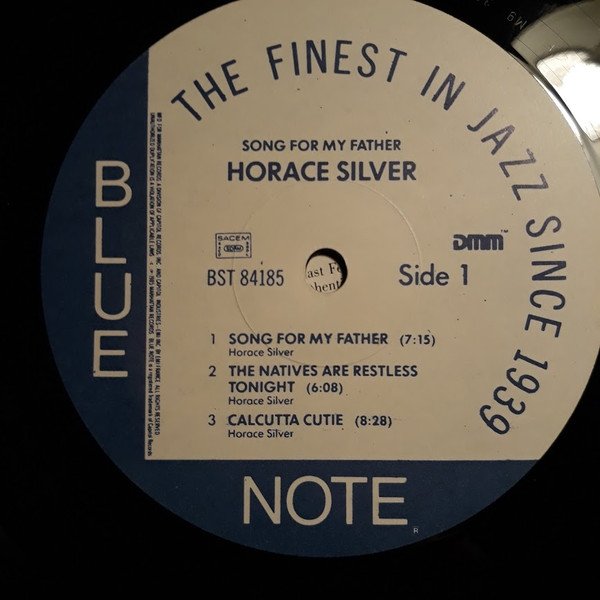 THE FINEST IN JAZZ SINCE 1939
SONG FOR MY FATHER
HORACE SILVER
SACEM
DMM™
BST 84185
Side 1
1 SONG FOR MY FATHER (7:15)
Horace Silver
2 THE NATIVES ARE RESTLESS
TONIGHT (6:08)
Horace Silver
3 CALCUTTA CUTIE (8:28)
Horace Silver
BLUE
NOTE
R